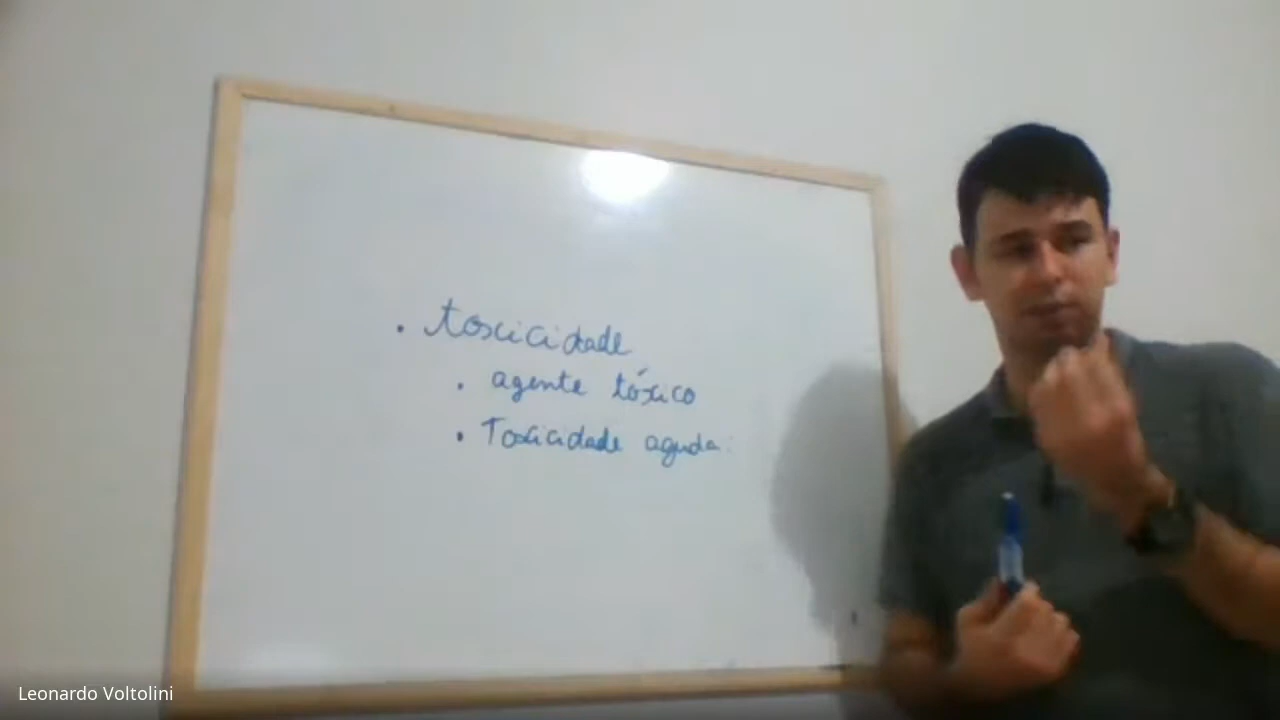 . toxicidade
. agente tóxico
. Toxicidade aguda:
Leonardo Voltolini